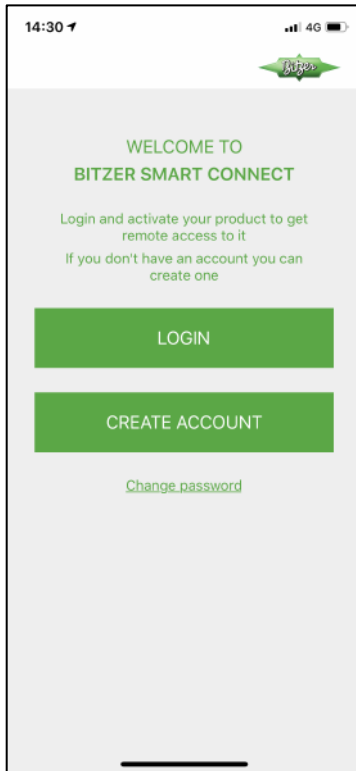 14:30
4G
Bitzer
WELCOME TO
BITZER SMART CONNECT
Login and activate your product to get
remote access to it
If you don't have an account you can
create one
LOGIN
CREATE ACCOUNT
Change password